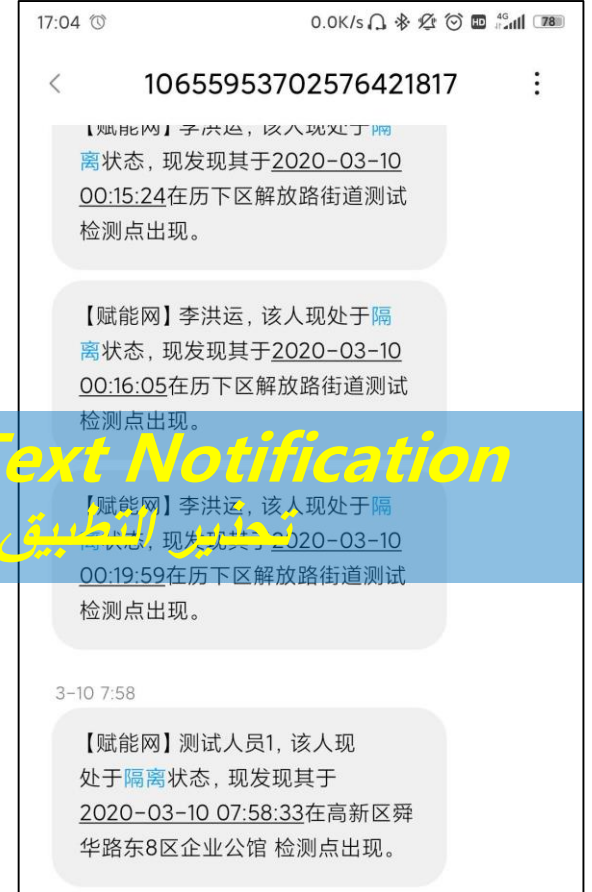 17:04 0.0K/s HD 4G 78
10655953702576421817
【赋能网】李洪运, 该人现处于隔
离状态, 现发现其于2020-03-10
00:15:24在历下区解放路街道测试
检测点出现。
【赋能网】李洪运, 该人现处于隔
离状态, 现发现其于2020-03-10
00:16:05在历下区解放路街道测试
检测点出现。
Text Notification
【赋能网】李洪运, 该人现处于隔
تحذير التطبيق
离状态, 现发现其于2020-03-10
00:19:59在历下区解放路街道测试
检测点出现。
3-10 7:58
【赋能网】测试人员1, 该人现
处于隔离状态, 现发现其于
2020-03-10 07:58:33在高新区舜
华路东8区企业公馆 检测点出现。